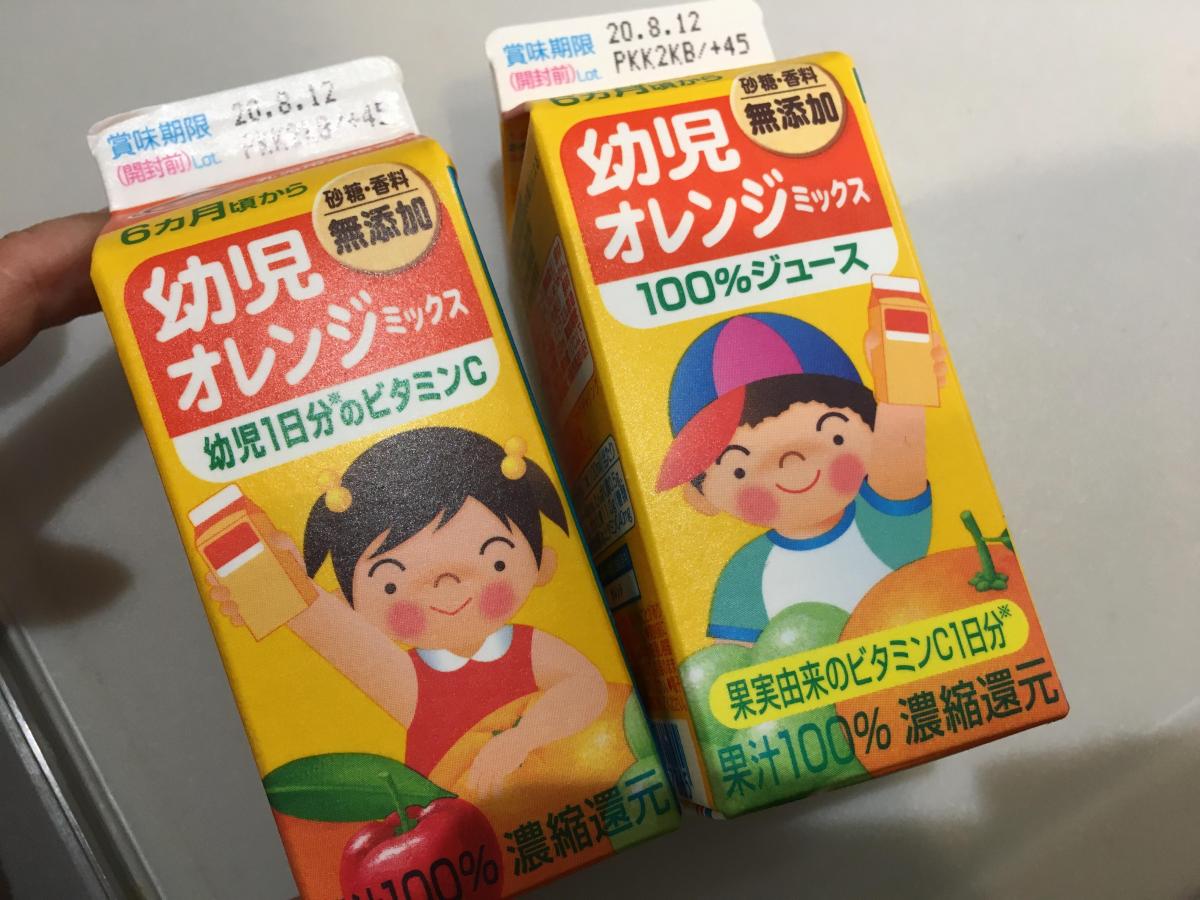 賞味期限
(開封前)Lot.
20.8.12
6カ月頃から
砂糖・香料
無添加
幼児
オレンジミックス
幼児1日分※のビタミンC
100%
濃縮還元
賞味期限
(開封前)Lot.
20.8.12
PKK2KB/+45
6カ月頃から
砂糖・香料
無添加
幼児
オレンジミックス
100%ジュース
果実由来のビタミンC1日分※
果汁100% 濃縮還元